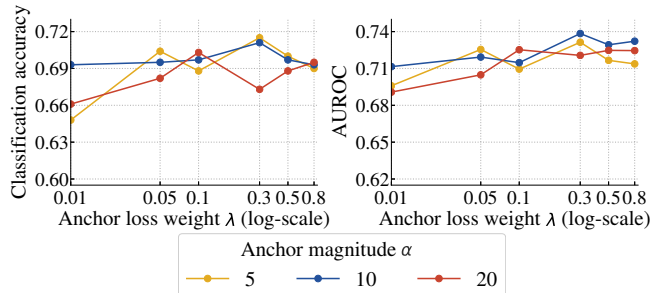 Classification accuracy
0.72
0.69
0.66
0.63
0.60
0.01 0.05 0.1 0.3 0.5 0.8
Anchor loss weight λ (log-scale)
AUROC
0.74
0.71
0.68
0.65
0.62
0.01 0.05 0.1 0.3 0.5 0.8
Anchor loss weight λ (log-scale)
Anchor magnitude α
5 10 20